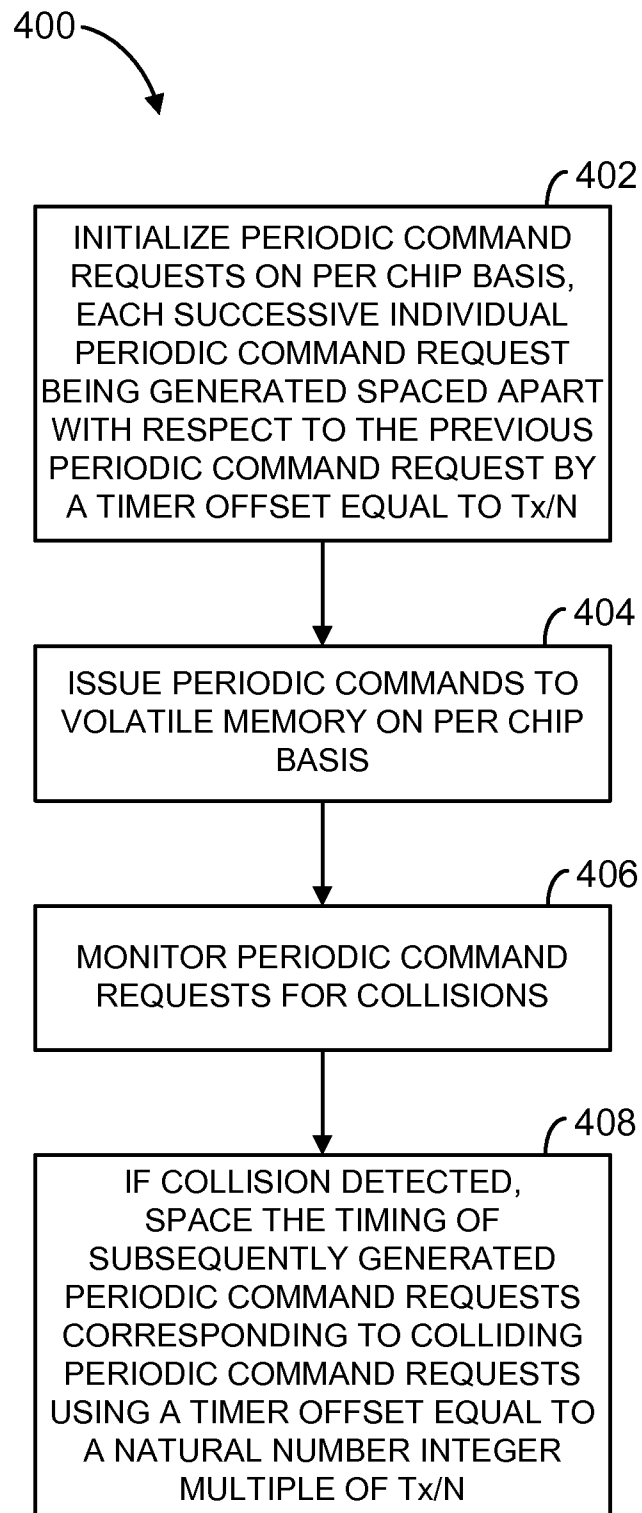 400
402
INITIALIZE PERIODIC COMMAND
REQUESTS ON PER CHIP BASIS,
EACH SUCCESSIVE INDIVIDUAL
PERIODIC COMMAND REQUEST
BEING GENERATED SPACED APART
WITH RESPECT TO THE PREVIOUS
PERIODIC COMMAND REQUEST BY
A TIMER OFFSET EQUAL TO Tx/N
404
ISSUE PERIODIC COMMANDS TO
VOLATILE MEMORY ON PER CHIP
BASIS
406
MONITOR PERIODIC COMMAND
REQUESTS FOR COLLISIONS
408
IF COLLISION DETECTED,
SPACE THE TIMING OF
SUBSEQUENTLY GENERATED
PERIODIC COMMAND REQUESTS
CORRESPONDING TO COLLIDING
PERIODIC COMMAND REQUESTS
USING A TIMER OFFSET EQUAL TO
A NATURAL NUMBER INTEGER
MULTIPLE OF Tx/N